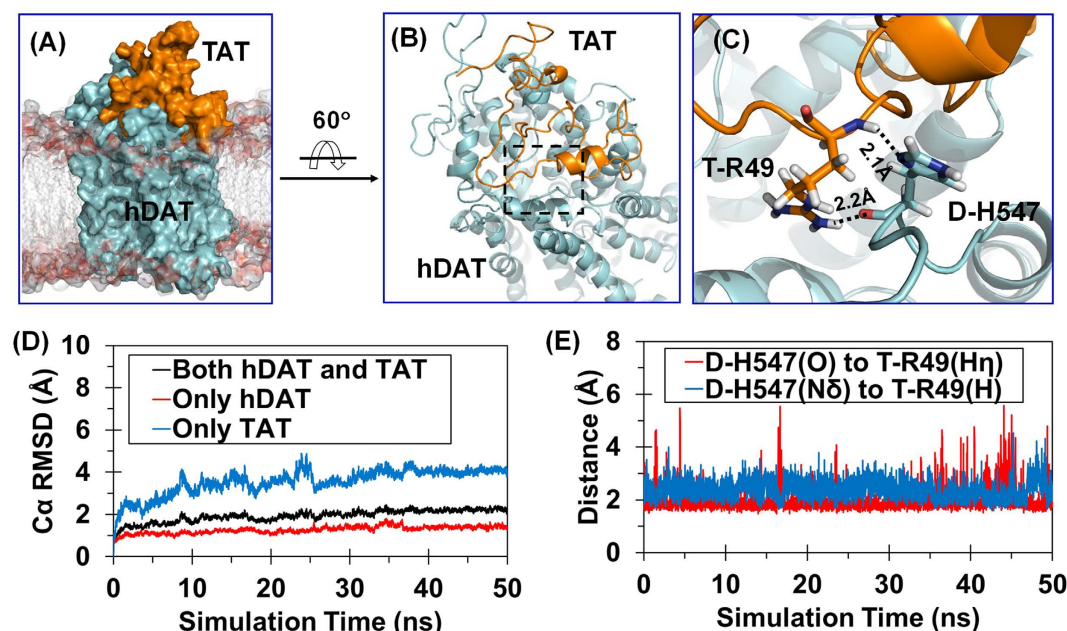 (A)
TAT
hDAT
60°
(B)
TAT
hDAT
(C)
T-R49
2.1Å
2.2Å
D-H547
(D)
10
8
6
4
2
0
Cα RMSD (Å)
Both hDAT and TAT
Only hDAT
Only TAT
0
10
20
30
40
50
Simulation Time (ns)
(E)
8
6
4
2
0
Distance (Å)
D-H547(O) to T-R49(Hη)
D-H547(Nδ) to T-R49(H)
0
10
20
30
40
50
Simulation Time (ns)